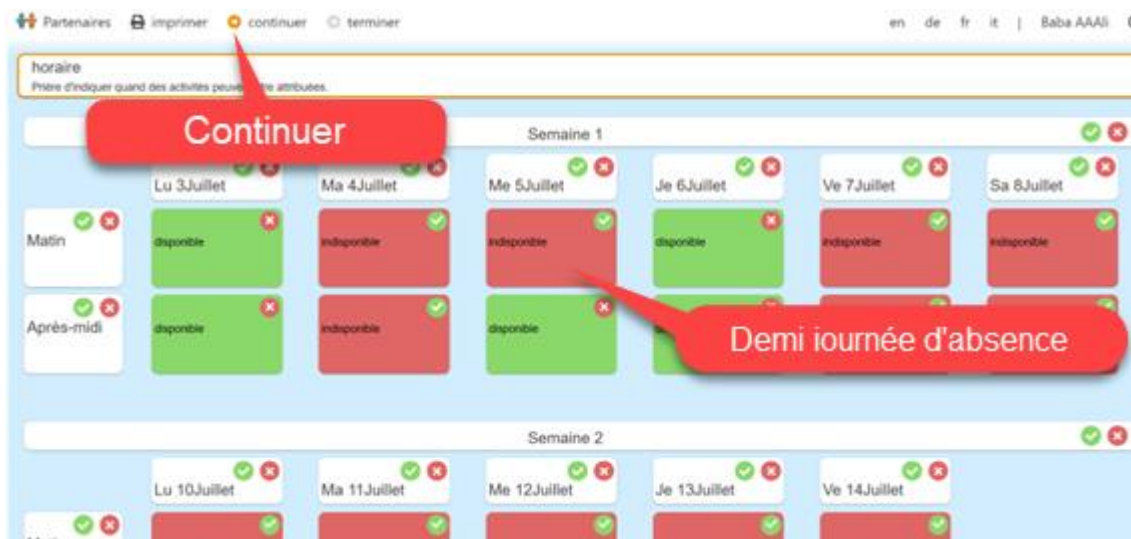 Partenaires imprimer continuer terminer en de fr it | Baba AAAli
horaire
Prière d'indiquer quand des activités peuvent être attribuées.
Continuer
Semaine 1
Lu 3Juillet Ma 4Juillet Me 5Juillet Je 6Juillet Ve 7Juillet Sa 8Juillet
Matin disponible indisponible indisponible disponible indisponible indisponible
Après-midi disponible indisponible disponible
Demi iournée d'absence
Semaine 2
Lu 10Juillet Ma 11Juillet Me 12Juillet Je 13Juillet Ve 14Juillet